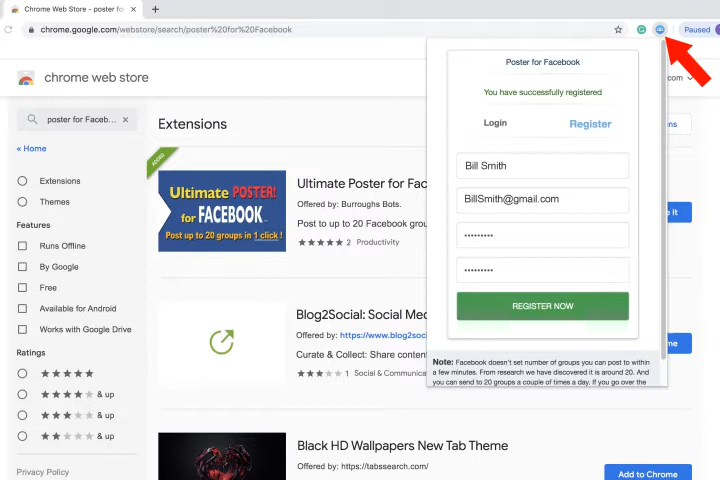 Chrome Web Store - poster for
chrome.google.com/webstore/search/poster%20for%20Facebook
Paused
chrome web store
.com
poster for Faceb...
« Home
Extensions
Themes
Features
Runs Offline
By Google
Free
Available for Android
Works with Google Drive
Ratings
& up
& up
& up
Privacy Policy
Extensions
ADDED
Ultimate POSTER!
for FACEBOOK
Post up to 20 groups in 1 click !
Ultimate Poster for Fac
Offered by: Burroughs Bots.
Post to up to 20 Facebook grou
2 Productivity
Blog2Social: Social Med
Offered by: https://www.blog2soci
Curate & Collect: Share conten
1 Social & Communica
Black HD Wallpapers New Tab Theme
Offered by: https://tabssearch.com/
Add to Chrome
Poster for Facebook
You have successfully registered
Login
Register
Bill Smith
BillSmith@gmail.com
•••••••••
•••••••••
REGISTER NOW
Note: Facebook doesn't set number of groups you can post to within
a few minutes. From research we have discovered it is around 20. And
you can send to 20 groups a couple of times a day. If you go over the
ns
it
me